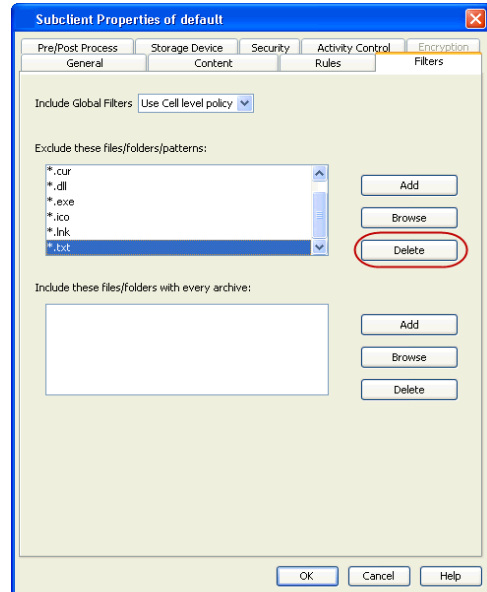 Subclient Properties of default
Pre/Post Process Storage Device Security Activity Control Encryption
General Content Rules Filters
Include Global Filters Use Cell level policy
Exclude these files/folders/patterns:
*.cur
*.dll
*.exe
*.ico
*.lnk
*.txt
Add
Browse
Delete
Include these files/folders with every archive:
Add
Browse
Delete
OK Cancel Help